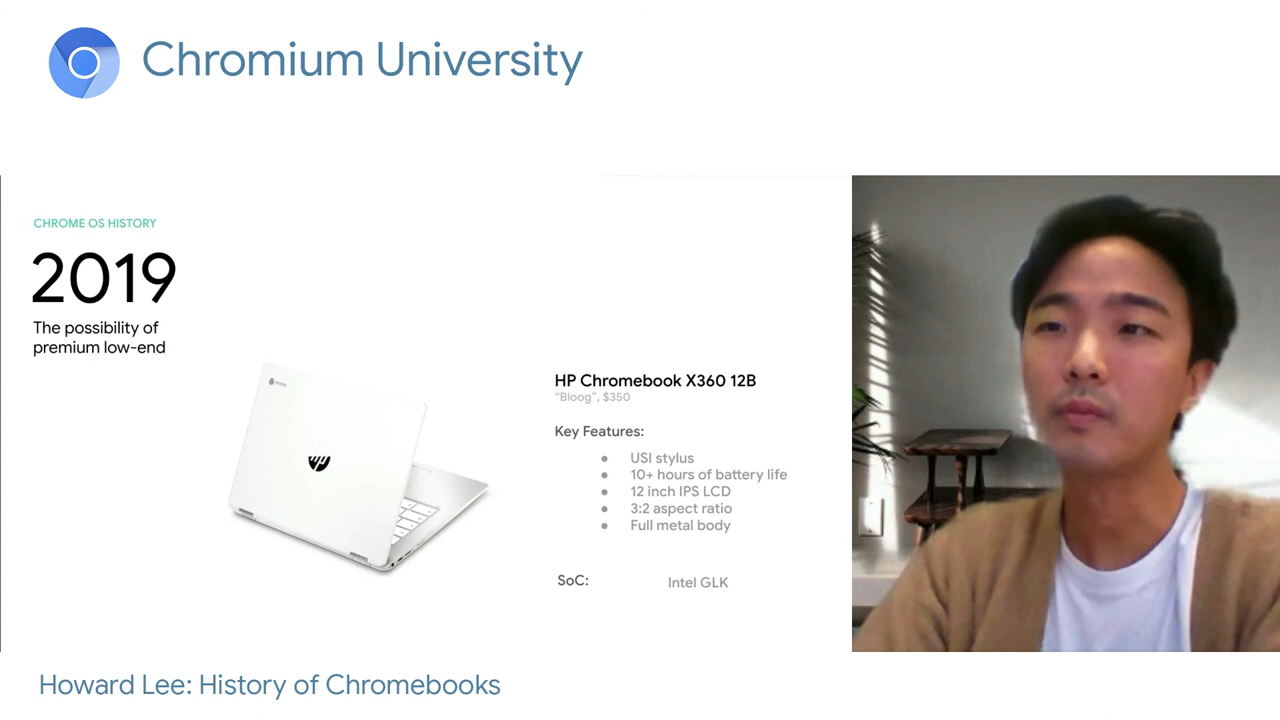 Chromium University
CHROME OS HISTORY
2019
The possibility of
premium low-end
HP Chromebook X360 12B
“Bloog”, $350
Key Features:
● USI stylus
● 10+ hours of battery life
● 12 inch IPS LCD
● 3:2 aspect ratio
● Full metal body
SoC: Intel GLK
hp
Howard Lee: History of Chromebooks